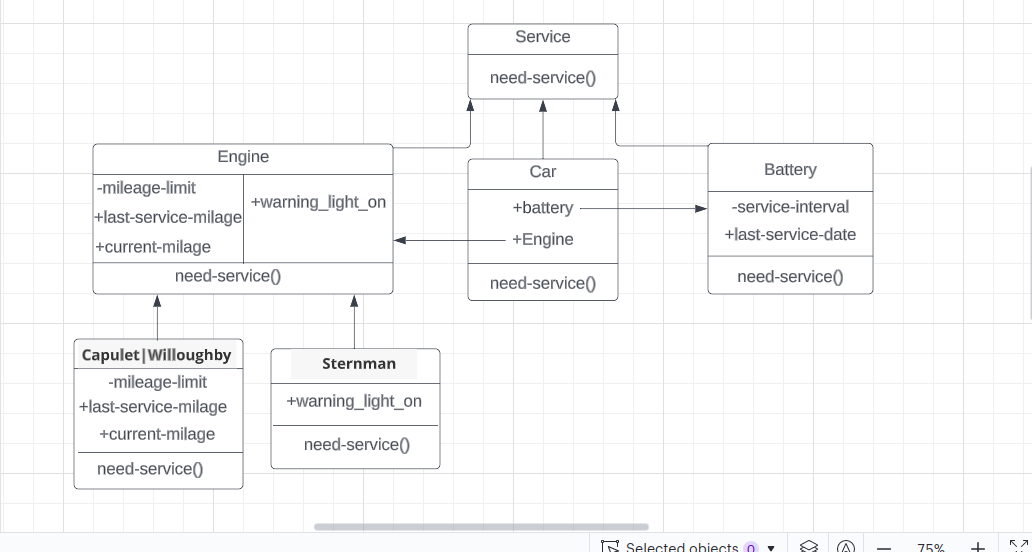 Service
need-service()
Engine
-mileage-limit
+last-service-milage
+current-milage
+warning_light_on
need-service()
Car
+battery
+Engine
need-service()
Battery
-service-interval
+last-service-date
need-service()
Capulet|Willoughby
-mileage-limit
+last-service-milage
+current-milage
need-service()
Sternman
+warning_light_on
need-service()
Selected objects 0
75%